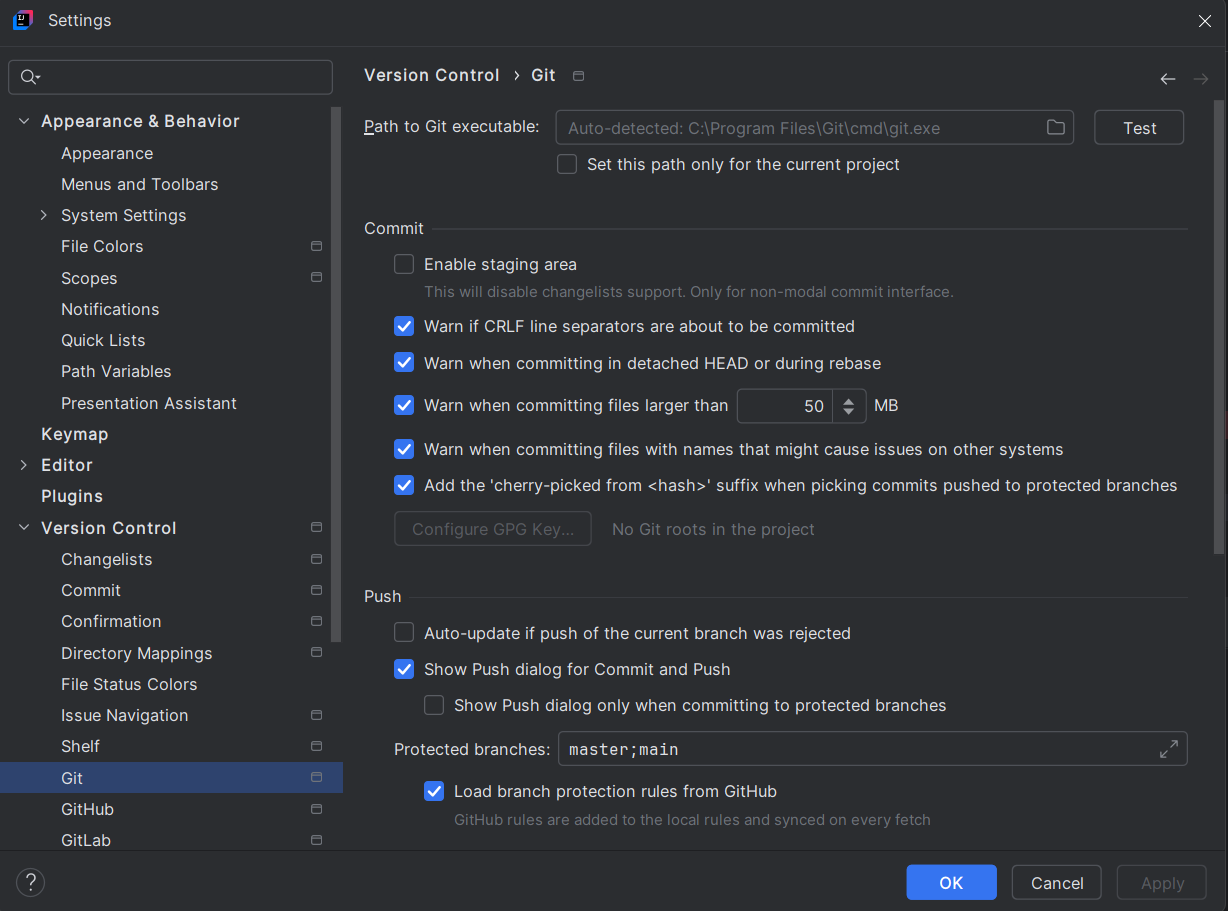 Settings
Appearance & Behavior
Appearance
Menus and Toolbars
System Settings
File Colors
Scopes
Notifications
Quick Lists
Path Variables
Presentation Assistant
Keymap
Editor
Plugins
Version Control
Changelists
Commit
Confirmation
Directory Mappings
File Status Colors
Issue Navigation
Shelf
Git
GitHub
GitLab
Version Control › Git
Path to Git executable: Auto-detected: C:\Program Files\Git\cmd\git.exe Test
Set this path only for the current project
Commit
Enable staging area
This will disable changelists support. Only for non-modal commit interface.
Warn if CRLF line separators are about to be committed
Warn when committing in detached HEAD or during rebase
Warn when committing files larger than 50 MB
Warn when committing files with names that might cause issues on other systems
Add the 'cherry-picked from <hash>' suffix when picking commits pushed to protected branches
Configure GPG Key... No Git roots in the project
Push
Auto-update if push of the current branch was rejected
Show Push dialog for Commit and Push
Show Push dialog only when committing to protected branches
Protected branches: master;main
Load branch protection rules from GitHub
GitHub rules are added to the local rules and synced on every fetch
? OK Cancel Apply